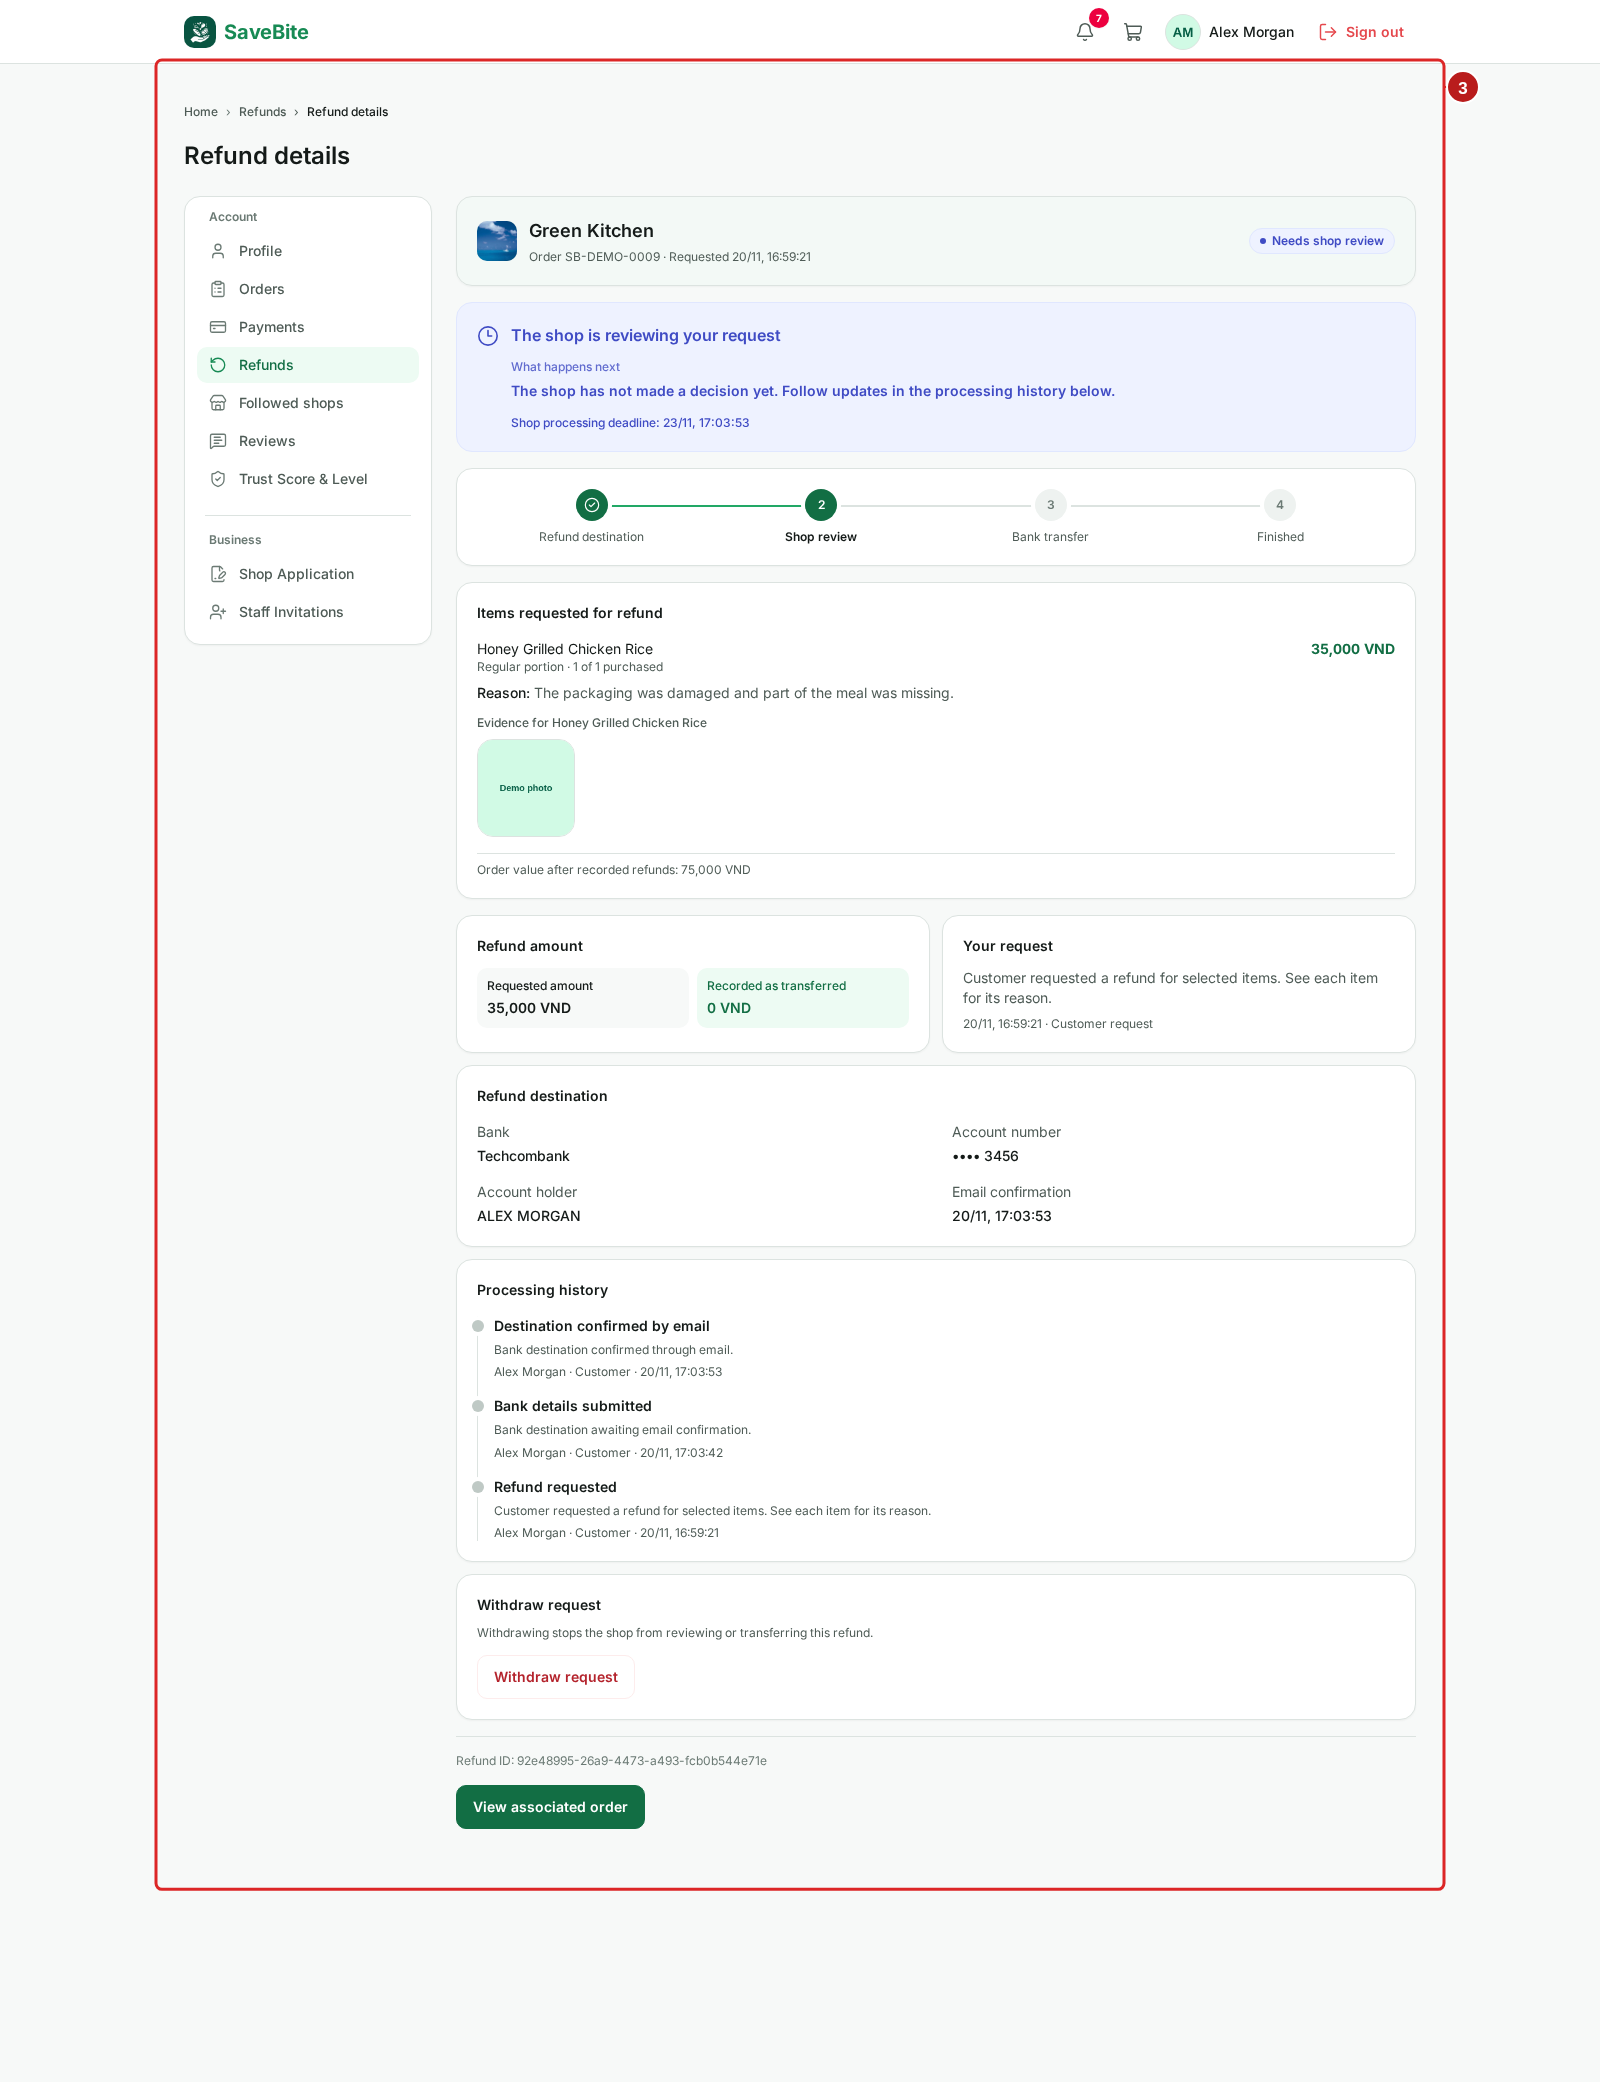 SaveBite
7
AM
Alex Morgan
Sign out
3
Home › Refunds › Refund details
Refund details
Account
Profile
Orders
Payments
Refunds
Followed shops
Reviews
Trust Score & Level
Business
Shop Application
Staff Invitations
Green Kitchen
Order SB-DEMO-0009 · Requested 20/11, 16:59:21
Needs shop review
The shop is reviewing your request
What happens next
The shop has not made a decision yet. Follow updates in the processing history below.
Shop processing deadline: 23/11, 17:03:53
Refund destination
2
Shop review
3
Bank transfer
4
Finished
Items requested for refund
Honey Grilled Chicken Rice
35,000 VND
Regular portion · 1 of 1 purchased
Reason: The packaging was damaged and part of the meal was missing.
Evidence for Honey Grilled Chicken Rice
Demo photo
Order value after recorded refunds: 75,000 VND
Refund amount
Requested amount
35,000 VND
Recorded as transferred
0 VND
Your request
Customer requested a refund for selected items. See each item
for its reason.
20/11, 16:59:21 · Customer request
Refund destination
Bank
Techcombank
Account number
•••• 3456
Account holder
ALEX MORGAN
Email confirmation
20/11, 17:03:53
Processing history
Destination confirmed by email
Bank destination confirmed through email.
Alex Morgan · Customer · 20/11, 17:03:53
Bank details submitted
Bank destination awaiting email confirmation.
Alex Morgan · Customer · 20/11, 17:03:42
Refund requested
Customer requested a refund for selected items. See each item for its reason.
Alex Morgan · Customer · 20/11, 16:59:21
Withdraw request
Withdrawing stops the shop from reviewing or transferring this refund.
Withdraw request
Refund ID: 92e48995-26a9-4473-a493-fcb0b544e71e
View associated order